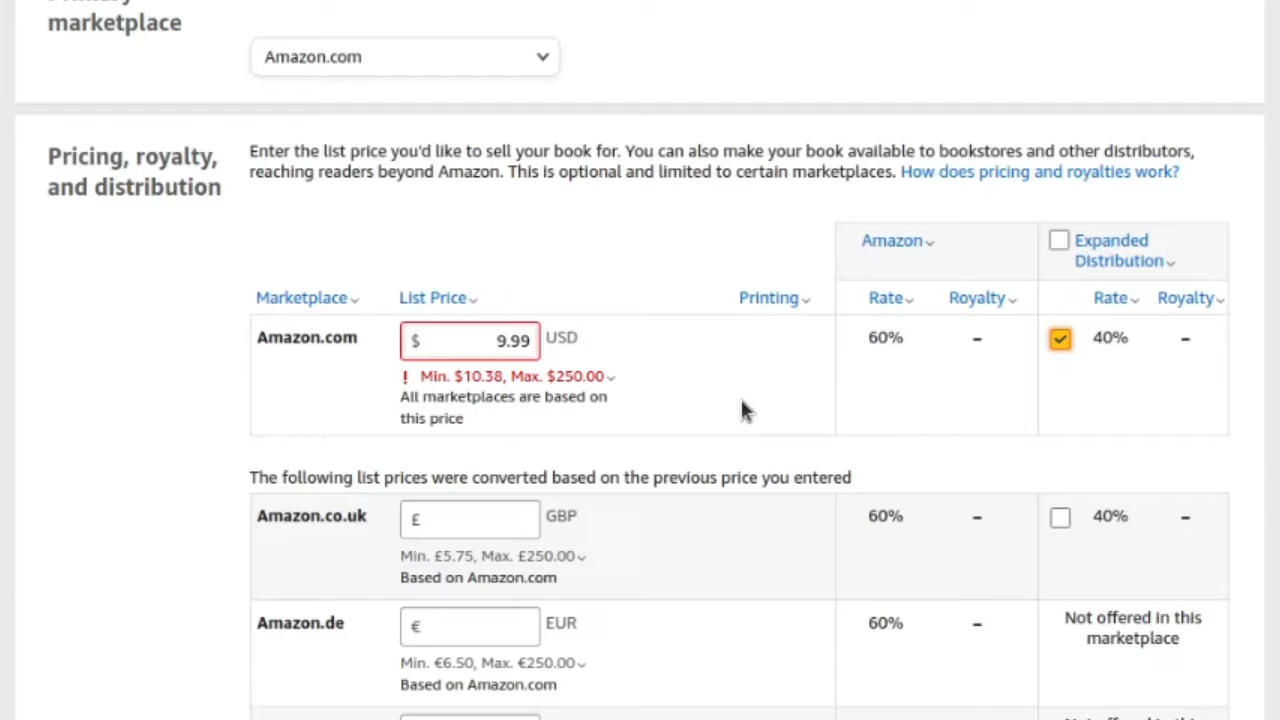 marketplace
Amazon.com
Pricing, royalty,
and distribution
Enter the list price you'd like to sell your book for. You can also make your book available to bookstores and other distributors,
reaching readers beyond Amazon. This is optional and limited to certain marketplaces. How does pricing and royalties work?
Amazon
Expanded
Distribution
Marketplace List Price Printing Rate Royalty Rate Royalty
Amazon.com $ 9.99 USD 60% – 40% –
! Min. $10.38, Max. $250.00
All marketplaces are based on
this price
The following list prices were converted based on the previous price you entered
Amazon.co.uk £ GBP 60% – 40% –
Min. £5.75, Max. £250.00
Based on Amazon.com
Amazon.de € EUR 60% – Not offered in this
marketplace
Min. €6.50, Max. €250.00
Based on Amazon.com